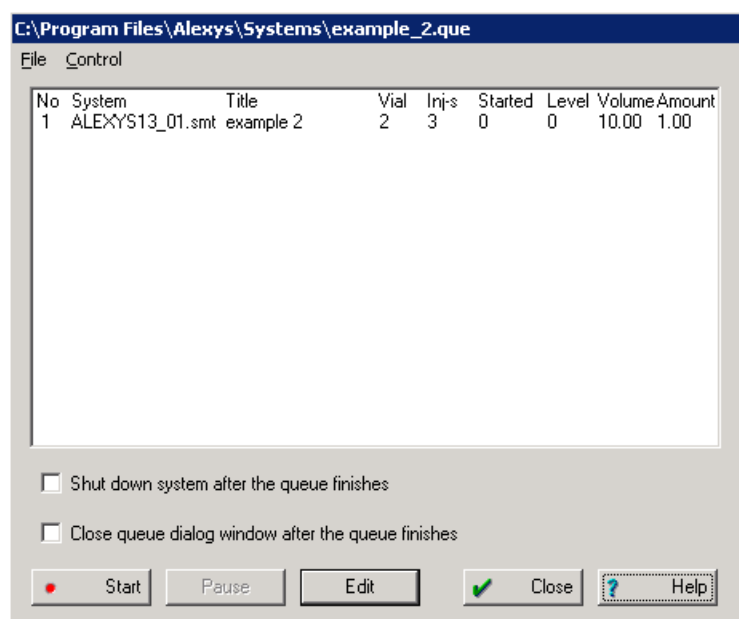 C:\Program Files\Alexys\Systems\example_2.que
File Control
No System Title Vial Inj-s Started Level Volume Amount
1 ALEXYS13_01.smt example 2 2 3 0 0 10.00 1.00
Shut down system after the queue finishes
Close queue dialog window after the queue finishes
Start Pause Edit Close ? Help